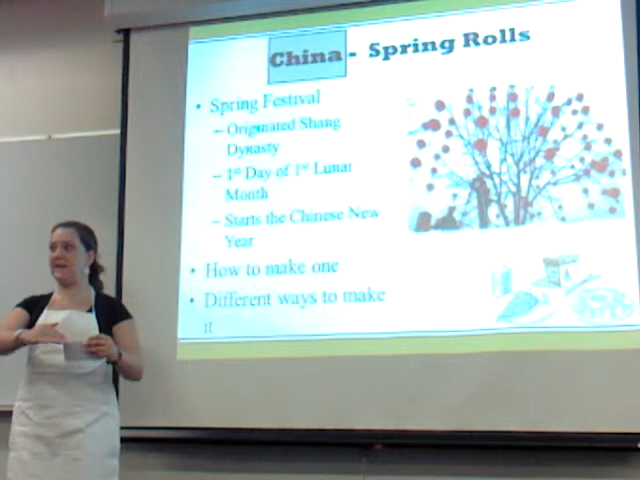 China - Spring Rolls
• Spring Festival
– Originated Shang
Dynasty
– 1st Day of 1st Lunar
Month
– Starts the Chinese New
Year
• How to make one
• Different ways to make
it